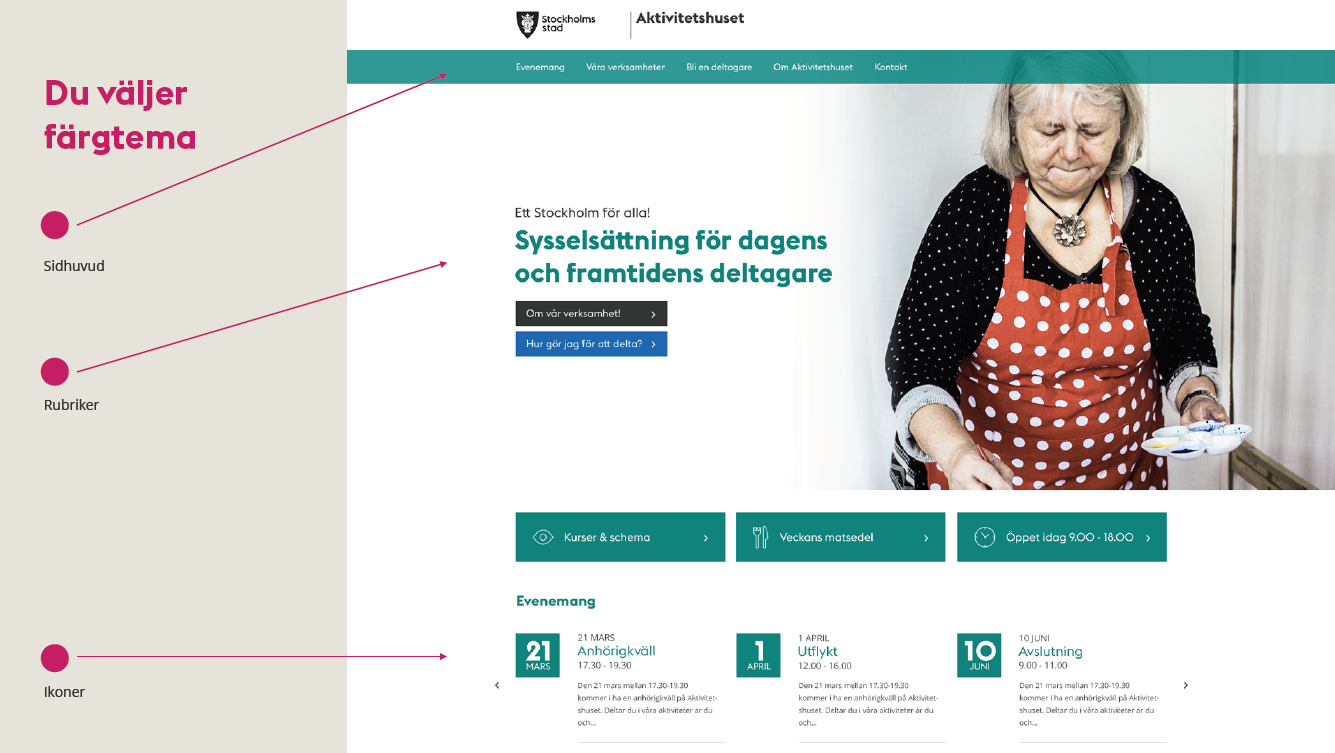 Du väljer
färgtema
Sidhuvud
Rubriker
Ikoner
Stockholms
stad
Aktivitetshuset
Evenemang Våra verksamheter Bli en deltagare Om Aktivitetshuset Kontakt
Ett Stockholm för alla!
Sysselsättning för dagens
och framtidens deltagare
Om vår verksamhet!
Hur gör jag för att delta?
Kurser & schema
Veckans matsedel
Öppet idag 9.00 - 18.00
Evenemang
21
MARS
21 MARS
Anhörigkväll
17.30 - 19.30
Den 21 mars mellan 17.30-19.30
kommer i ha en anhörigkväll på Aktivitet-
shuset. Deltar du i våra aktiviteter är du
och...
1
APRIL
1 APRIL
Utflykt
12.00 - 16.00
Den 21 mars mellan 17.30-19.30
kommer i ha en anhörigkväll på Aktivitet-
shuset. Deltar du i våra aktiviteter är du
och...
10
JUNI
10 JUNI
Avslutning
9.00 - 11.00
Den 21 mars mellan 17.30-19.30
kommer i ha en anhörigkväll på Aktivitet-
shuset. Deltar du i våra aktiviteter är du
och...